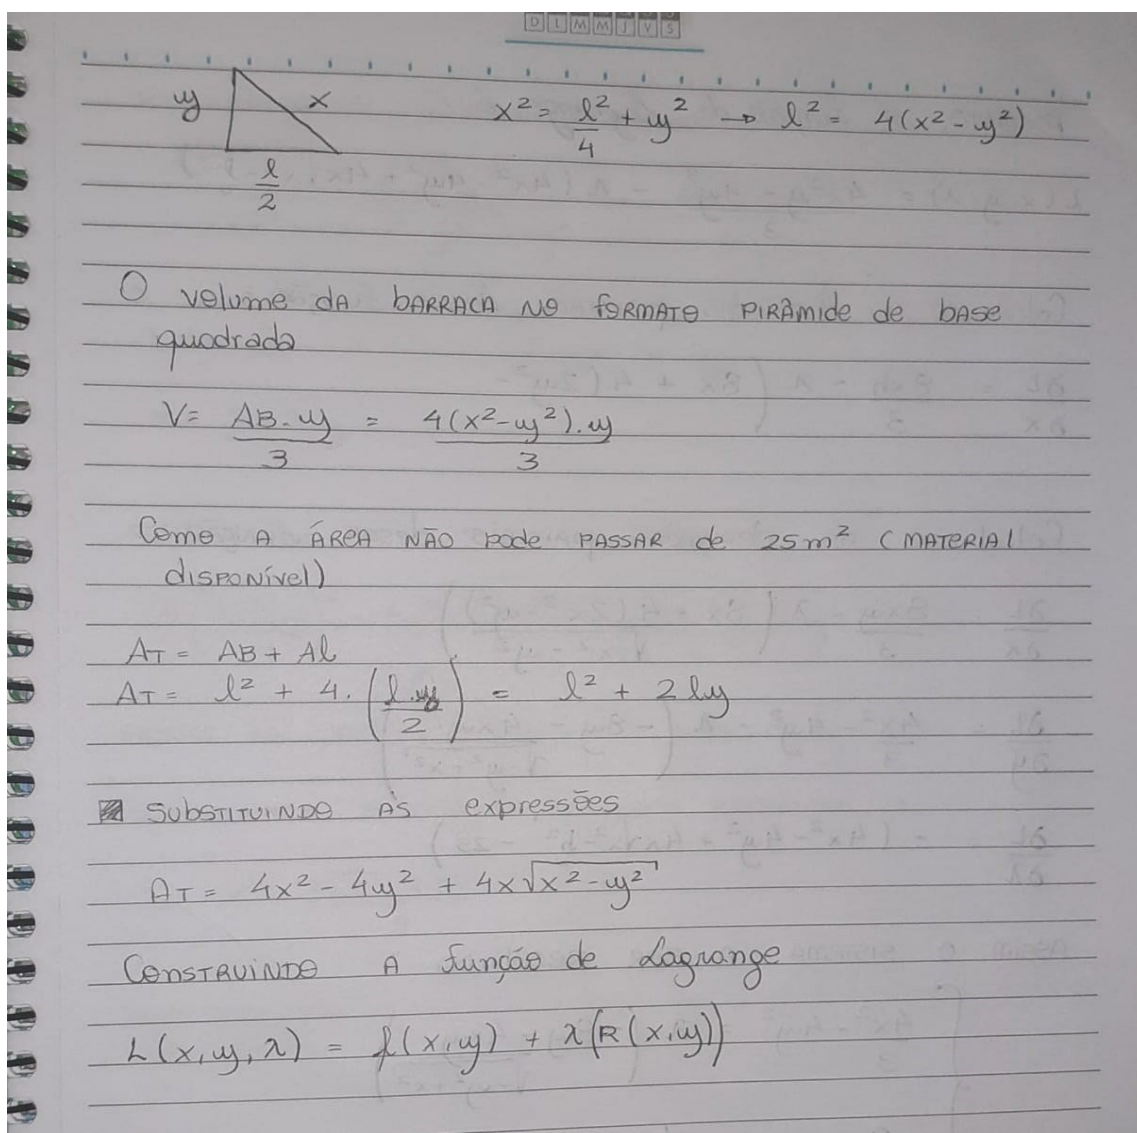 D L M M J V S
y x x² = l²/4 + y² → l² = 4(x² - y²)
l/2
O volume da barraca no formato pirâmide de base
quadrada
V = AB.y/3 = 4(x² - y²).y/3
Como a área não pode passar de 25m² (material
disponível)
AT = AB + Al
AT = l² + 4.(l.y/2) = l² + 2ly
Substituindo as expressões
AT = 4x² - 4y² + 4x√(x² - y²)
Construindo a função de Lagrange
L(x,y,λ) = f(x,y) + λ(R(x,y))